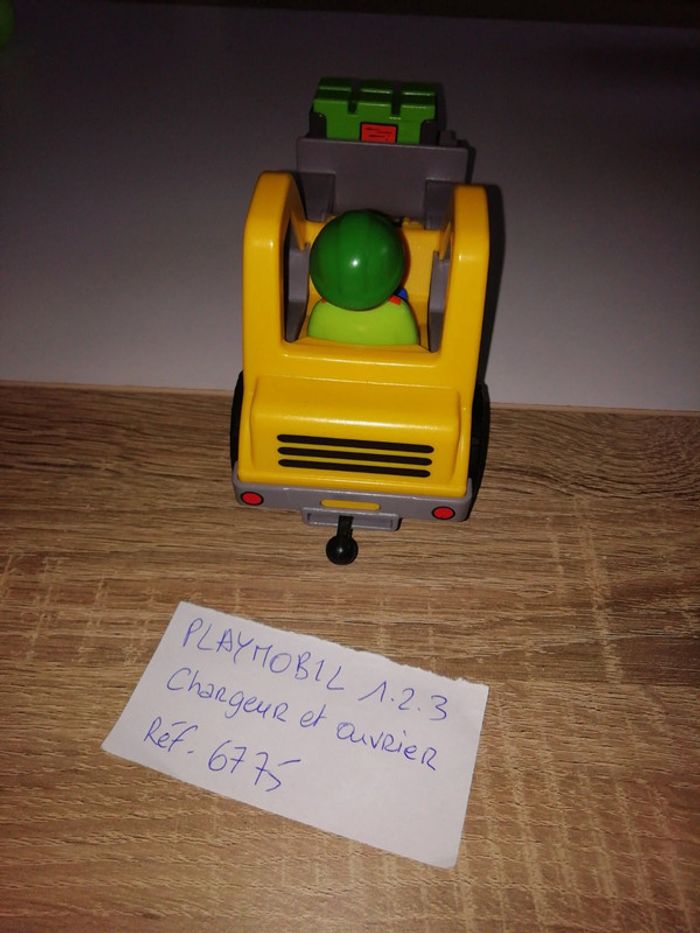 PLAYMOBIL 1.2.3
Chargeur et ouvrier
Réf. 6775